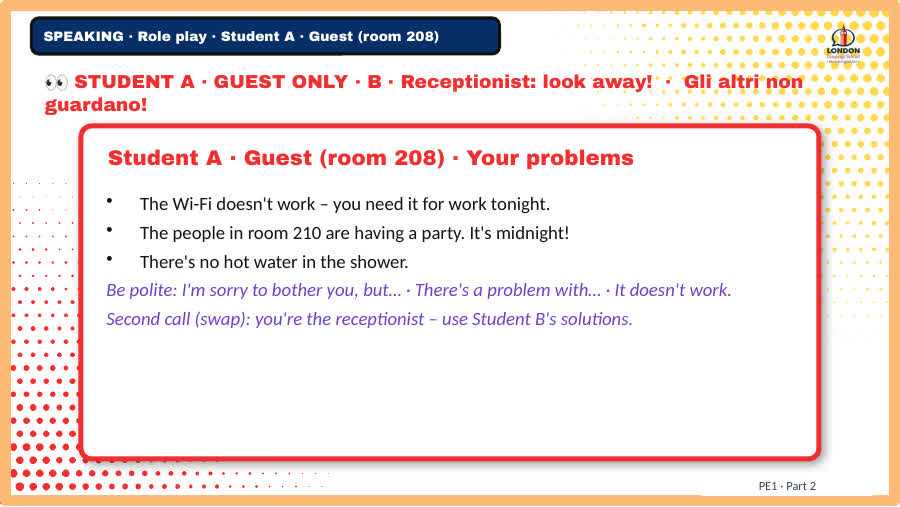 SPEAKING · Role play · Student A · Guest (room 208)
LONDON
👀 STUDENT A · GUEST ONLY · B · Receptionist: look away! · Gli altri non
guardano!
Student A · Guest (room 208) · Your problems
• The Wi-Fi doesn't work – you need it for work tonight.
• The people in room 210 are having a party. It's midnight!
• There's no hot water in the shower.
Be polite: I'm sorry to bother you, but... · There's a problem with... · It doesn't work.
Second call (swap): you're the receptionist – use Student B's solutions.
PE1 · Part 2